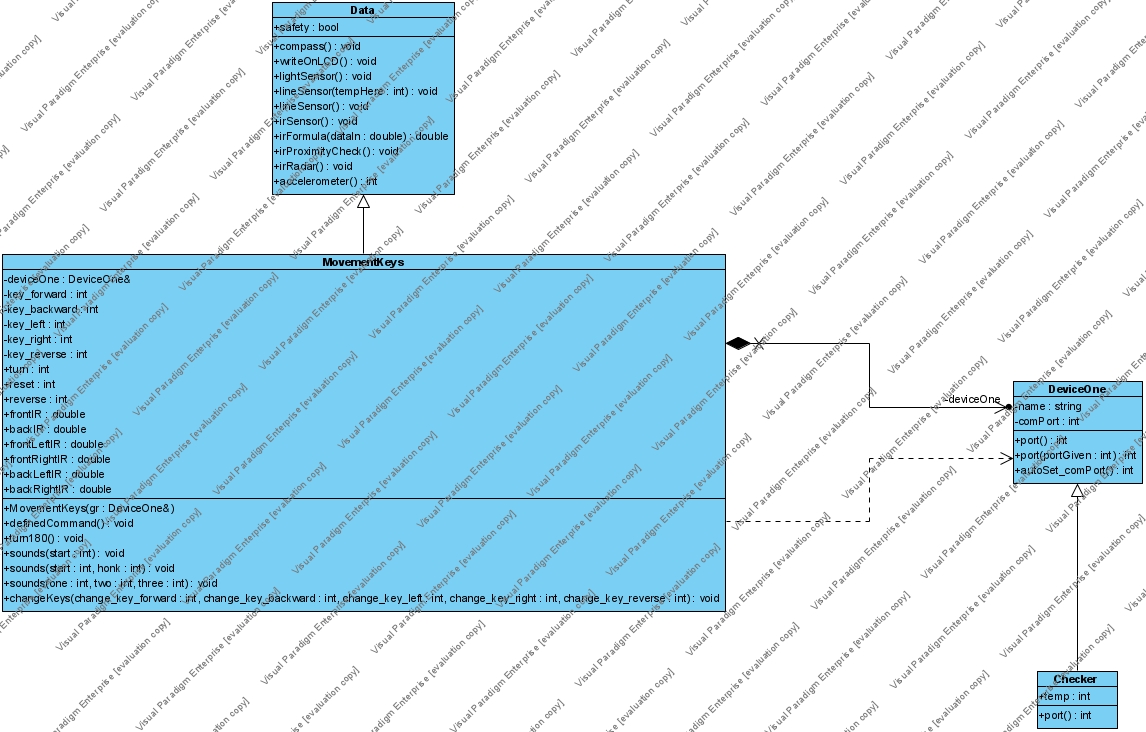 Data
+safety : bool
+compass() : void
+writeOnLCD() : void
+lightSensor() : void
+lineSensor(tempHere : int) : void
+lineSensor() : void
+irSensor() : void
+irFormula(dataIn : double) : double
+irProximityCheck() : void
+irRadar() : void
+accelerometer() : int
MovementKeys
-deviceOne : DeviceOne&
-key_forward : int
-key_backward : int
-key_left : int
-key_right : int
-key_reverse : int
+turn : int
+reset : int
+reverse : int
+frontIR : double
+backIR : double
+frontLeftIR : double
+frontRightIR : double
+backLeftIR : double
+backRightIR : double
+MovementKeys(gr : DeviceOne&)
+definedCommand() : void
+turn180() : void
+sounds(start : int) : void
+sounds(start : int, honk : int) : void
+sounds(one : int, two : int, three : int) : void
+changeKeys(change_key_forward : int, change_key_backward : int, change_key_left : int, change_key_right : int, change_key_reverse : int) : void
-deviceOne
DeviceOne
-name : string
-comPort : int
+port() : int
+port(portGiven : int) : int
+autoSet_comPort() : int
Checker
+temp : int
+port() : int
Visual Paradigm Enterprise [evaluation copy]